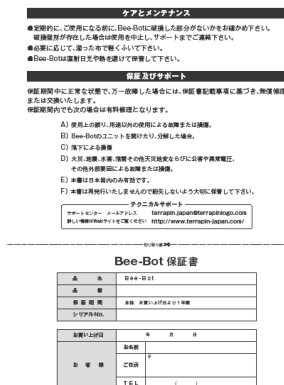 ケアとメンテナンス
●定期的に、ご使用になる前に、Bee-Botに破損した部分がないかをお確かめ下さい。
破損箇所が存在した場合は使用を中止し、サポートまでご連絡下さい。
●必要に応じて、湿った布で軽くふいて下さい。
●Bee-Botは直射日光や熱を避けて保管して下さい。
保証及びサポート
保証期間中に正常な状態で、万一故障した場合には、保証書記載事項に基づき、無償修理
または交換いたします。
保証期間内でも次の場合は有料修理となります。
A) 使用上の誤り、用途以外の使用による故障または損傷。
B) Bee-Botのユニットを開けたり、分解した場合。
C) 落下による損傷
D) 火災、地震、水害、落雷その他天災地変ならびに公害や異常電圧、
その他外部要因による故障または損傷。
E) 本書は日本国内のみ有効です。
F) 本書は再発行いたしませんので紛失しないよう大切に保管して下さい。
テクニカルサポート
サポートセンター メールアドレス terrapin.japan@terrapinlogo.com
詳しい情報はWebサイトをご覧ください http://www.terrapin-japan.com/
切り取り線
Bee-Bot 保証書
品 名 Bee-Bot
品 番
保証期間 本体 お買い上げ日より1年間
シリアルNo.
お買い上げ日 年 月 日
お客様 お名前
ご住所 〒
TEL ( )